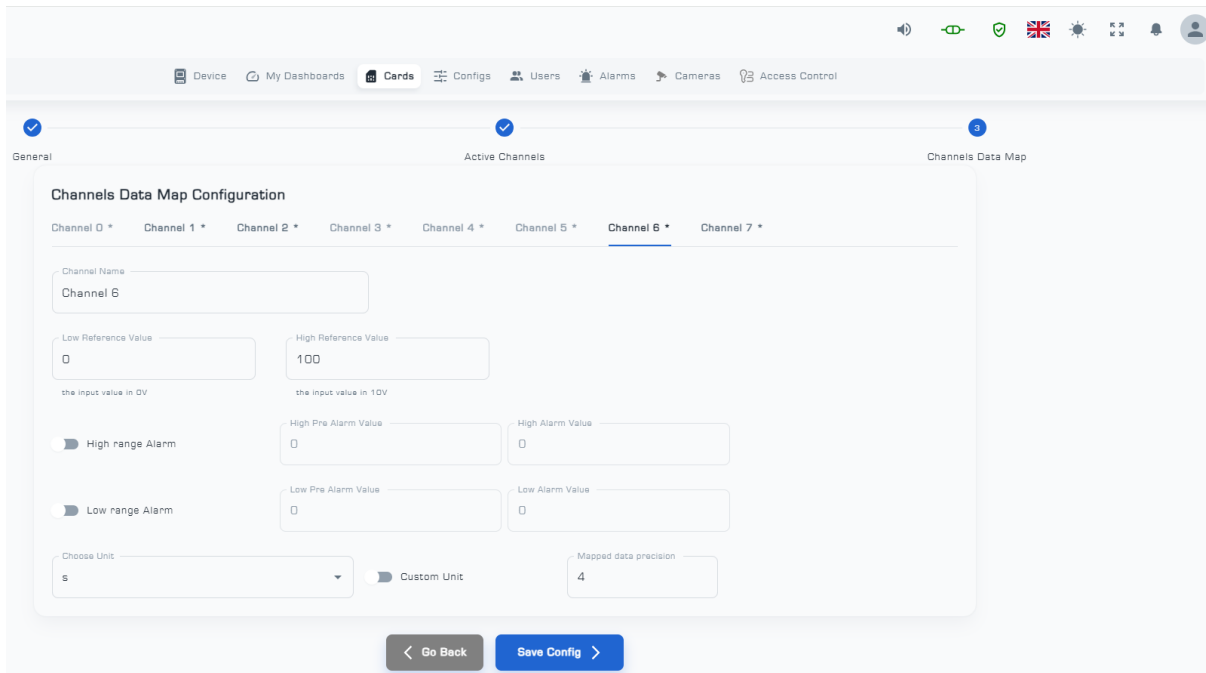 Device My Dashboards Cards Configs Users Alarms Cameras Access Control
3
General Active Channels Channels Data Map
Channels Data Map Configuration
Channel 0 * Channel 1 * Channel 2 * Channel 3 * Channel 4 * Channel 5 * Channel 6 * Channel 7 *
Channel Name
Channel 6
Low Reference Value High Reference Value
0 100
the input value in 0V the input value in 10V
High Pre Alarm Value High Alarm Value
High range Alarm 0 0
Low Pre Alarm Value Low Alarm Value
Low range Alarm 0 0
Choose Unit Mapped data precision
s Custom Unit 4
Go Back Save Config